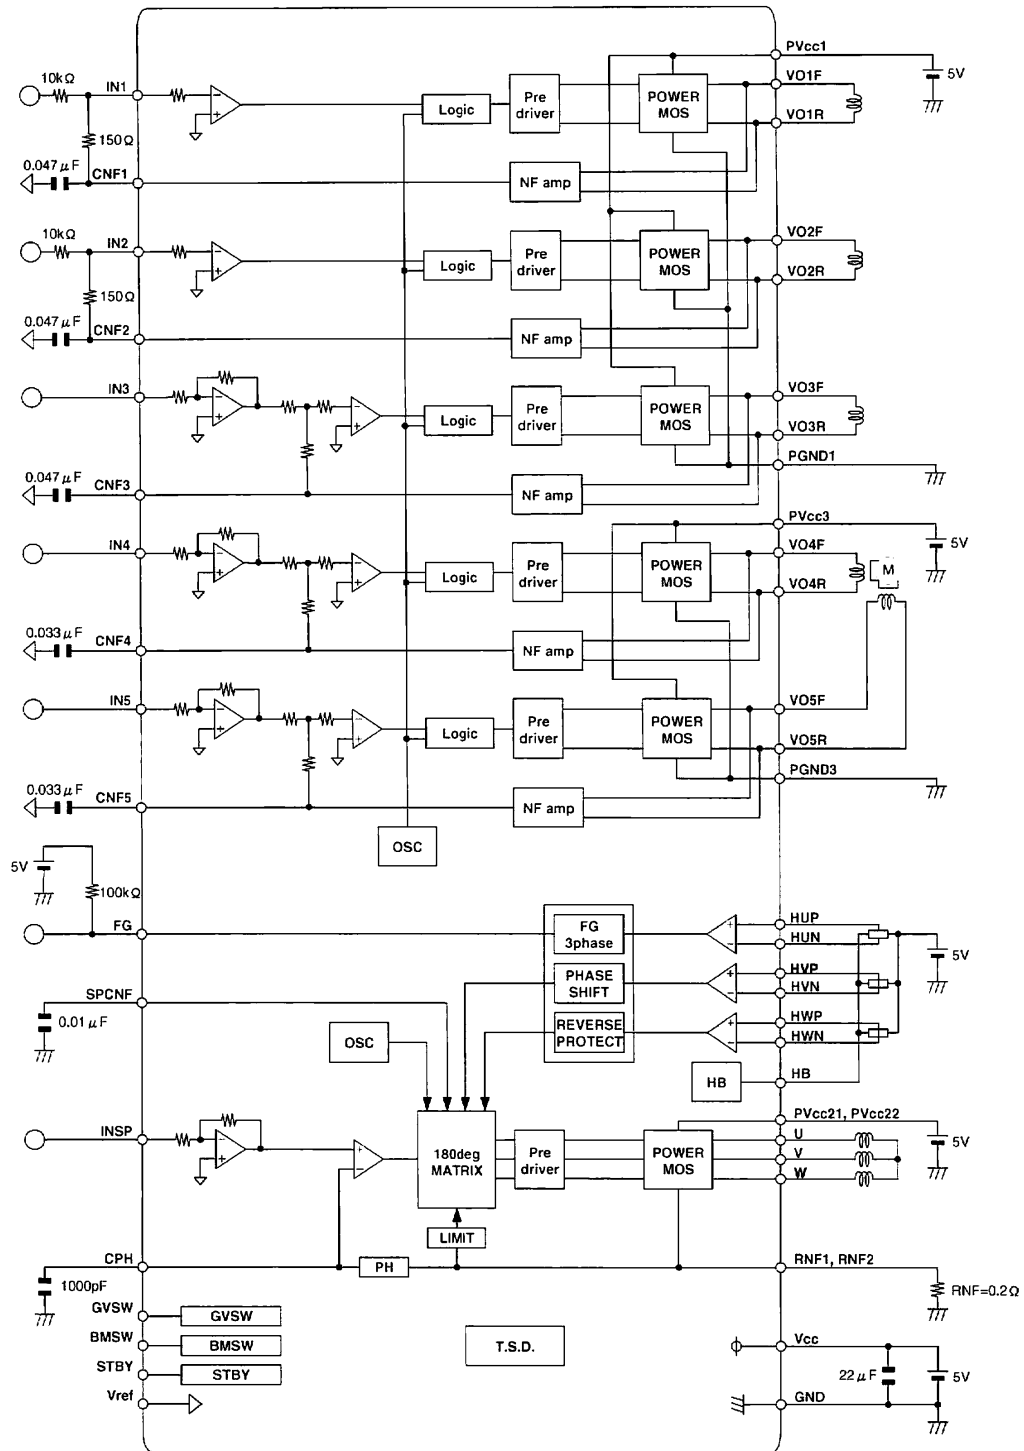 PVcc1
5V
10kΩ
IN1
VO1F
Logic
Pre
driver
POWER
MOS
VO1R
150Ω
0.047μF
CNF1
NF amp
10kΩ
IN2
VO2F
Logic
Pre
driver
POWER
MOS
VO2R
150Ω
0.047μF
CNF2
NF amp
IN3
VO3F
Logic
Pre
driver
POWER
MOS
VO3R
PGND1
0.047μF
CNF3
NF amp
PVcc3
5V
IN4
VO4F
M
Logic
Pre
driver
POWER
MOS
VO4R
0.033μF
CNF4
NF amp
IN5
VO5F
Logic
Pre
driver
POWER
MOS
VO5R
PGND3
0.033μF
CNF5
NF amp
OSC
5V
100kΩ
FG
FG
3phase
HUP
HUN
5V
SPCNF
PHASE
SHIFT
HVP
HVN
0.01μF
OSC
REVERSE
PROTECT
HWP
HWN
HB
HB
PVcc21, PVcc22
5V
INSP
180deg
MATRIX
Pre
driver
POWER
MOS
U
V
W
LIMIT
CPH
PH
RNF1, RNF2
1000pF
RNF=0.2Ω
GVSW
GVSW
BMSW
BMSW
STBY
STBY
Vref
T.S.D.
Vcc
22μF
5V
GND